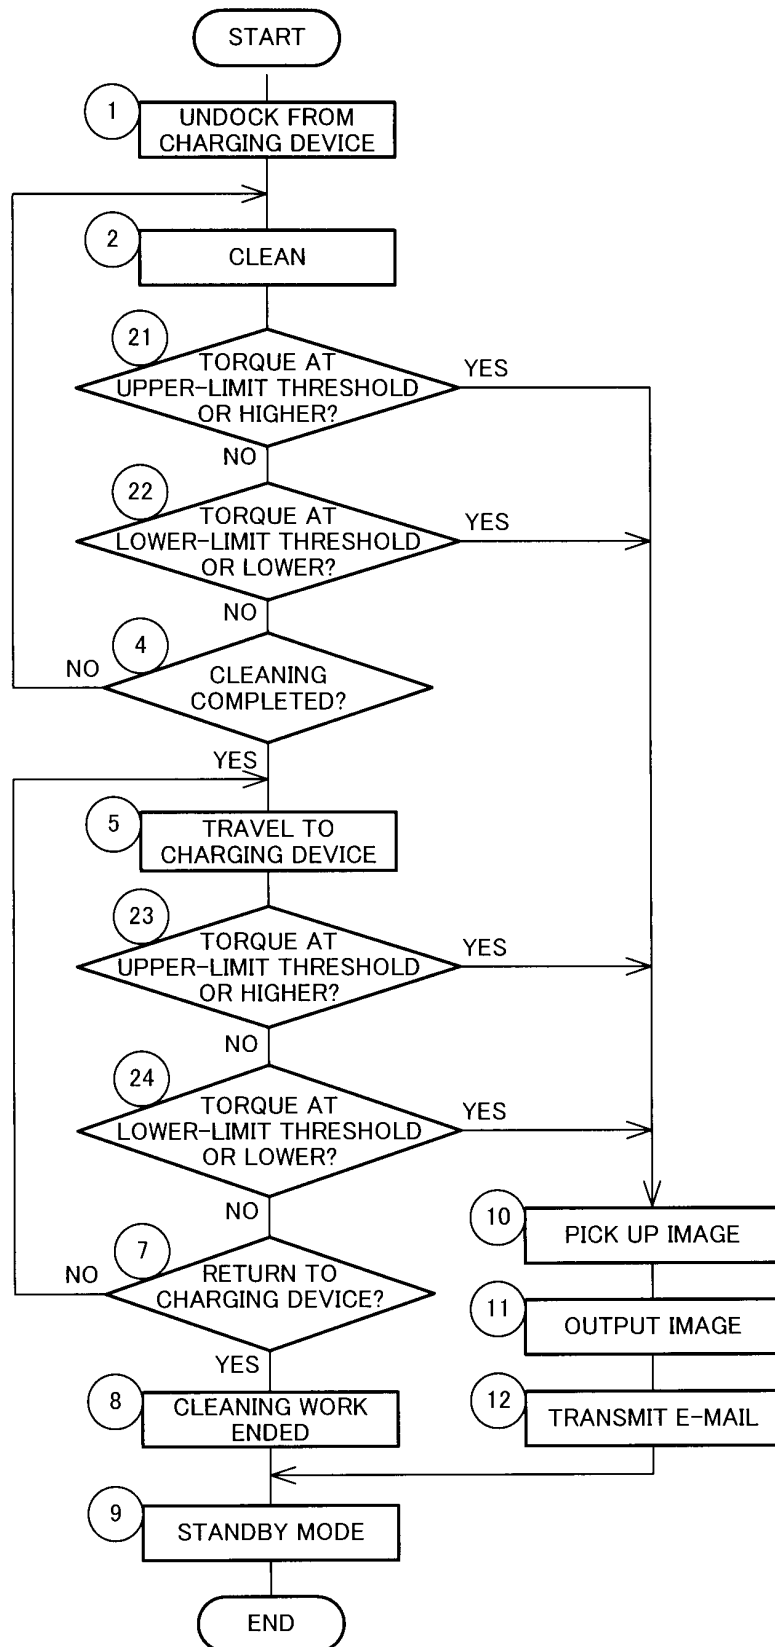 START
1
UNDOCK FROM
CHARGING DEVICE
2
CLEAN
21
TORQUE AT
UPPER-LIMIT THRESHOLD
OR HIGHER?
YES
NO
22
TORQUE AT
LOWER-LIMIT THRESHOLD
OR LOWER?
YES
NO
4
CLEANING
COMPLETED?
NO
YES
5
TRAVEL TO
CHARGING DEVICE
23
TORQUE AT
UPPER-LIMIT THRESHOLD
OR HIGHER?
YES
NO
24
TORQUE AT
LOWER-LIMIT THRESHOLD
OR LOWER?
YES
NO
7
RETURN TO
CHARGING DEVICE?
NO
YES
10
PICK UP IMAGE
11
OUTPUT IMAGE
12
TRANSMIT E-MAIL
8
CLEANING WORK
ENDED
9
STANDBY MODE
END